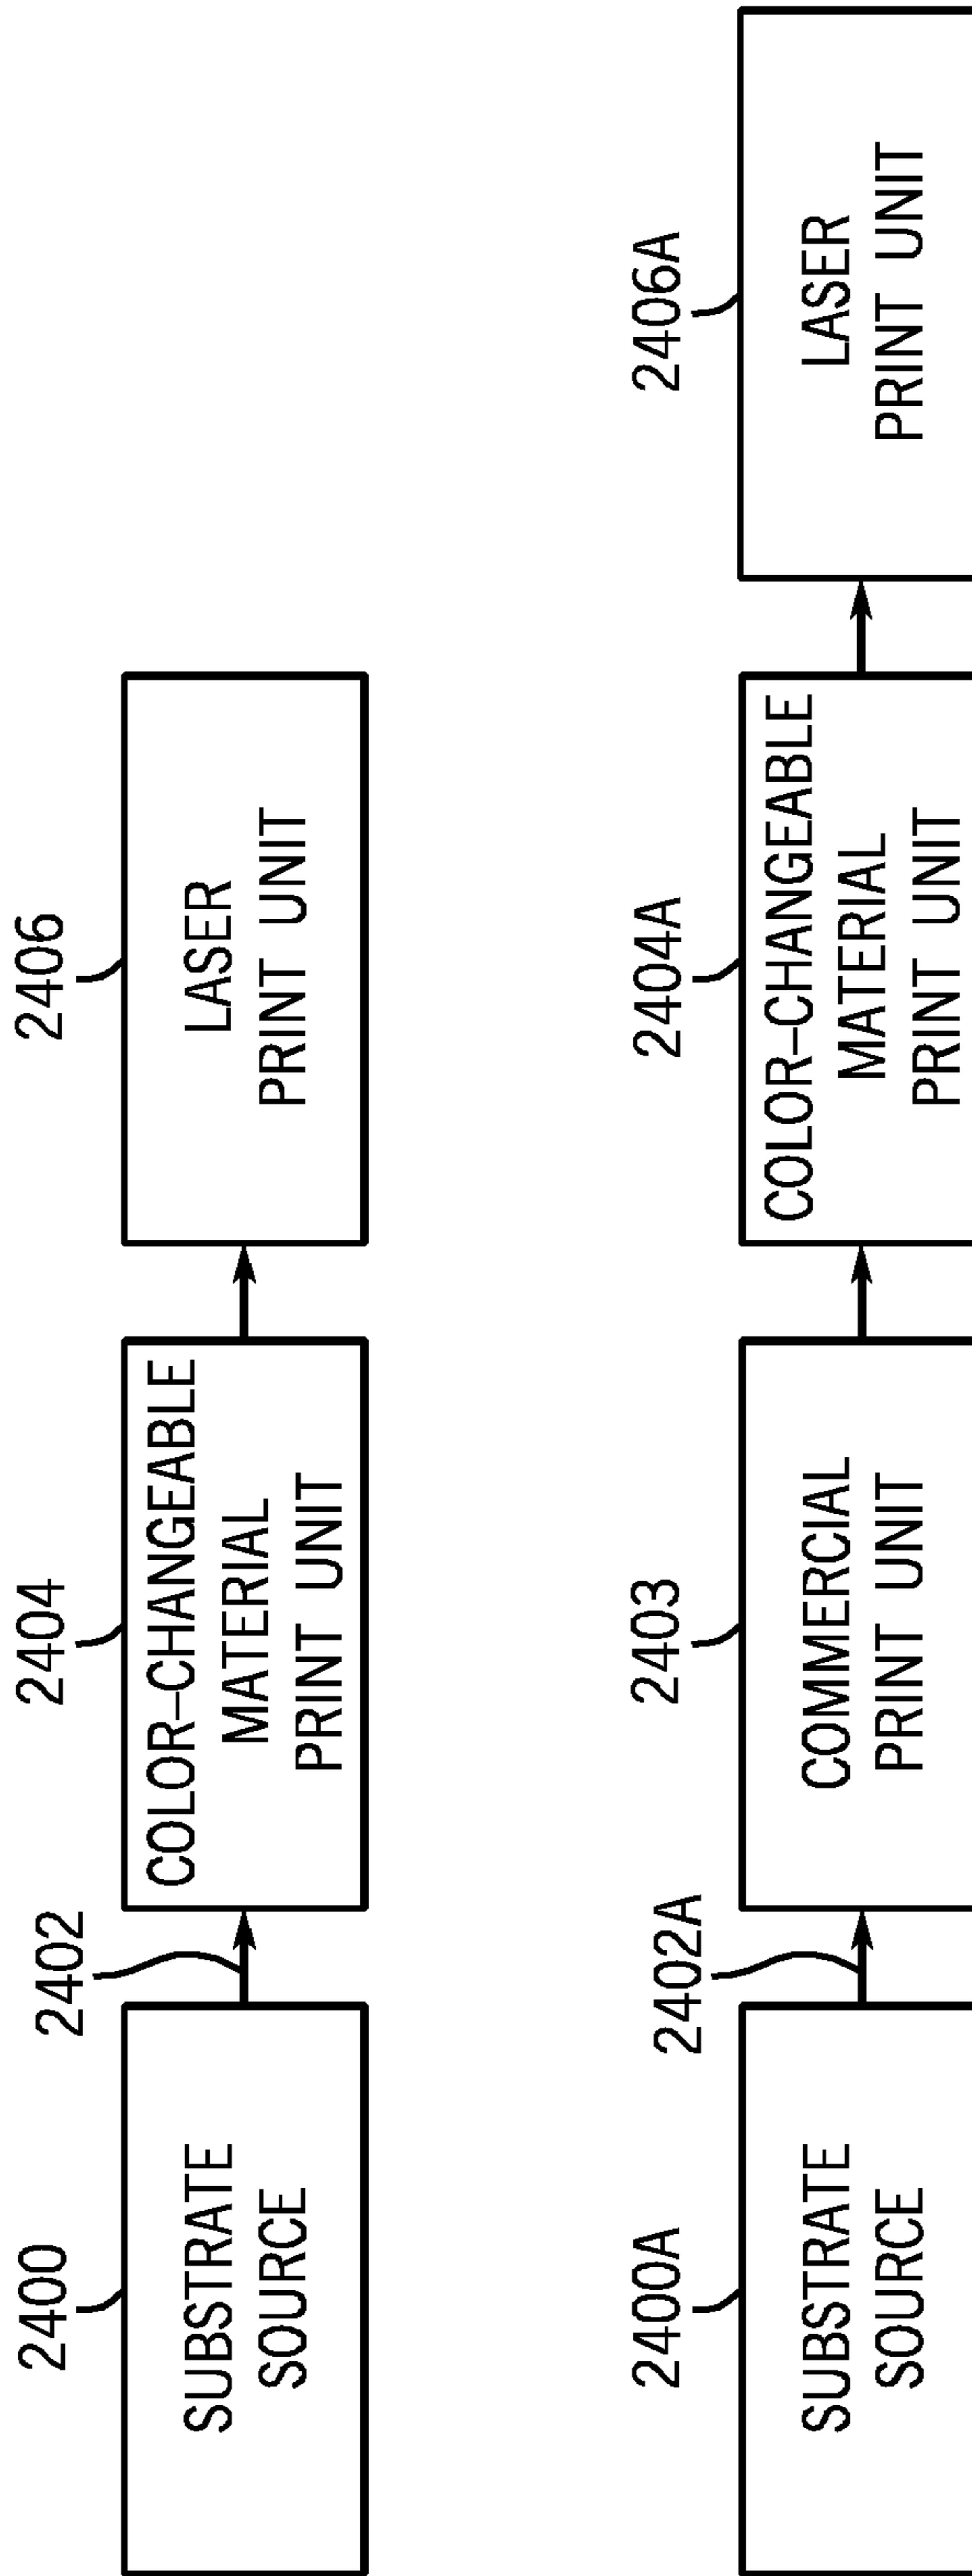 2400
SUBSTRATE
SOURCE
2402
2404
COLOR–CHANGEABLE
MATERIAL
PRINT UNIT
2406
LASER
PRINT UNIT
2400A
SUBSTRATE
SOURCE
2402A
2403
COMMERCIAL
PRINT UNIT
2404A
COLOR–CHANGEABLE
MATERIAL
PRINT UNIT
2406A
LASER
PRINT UNIT